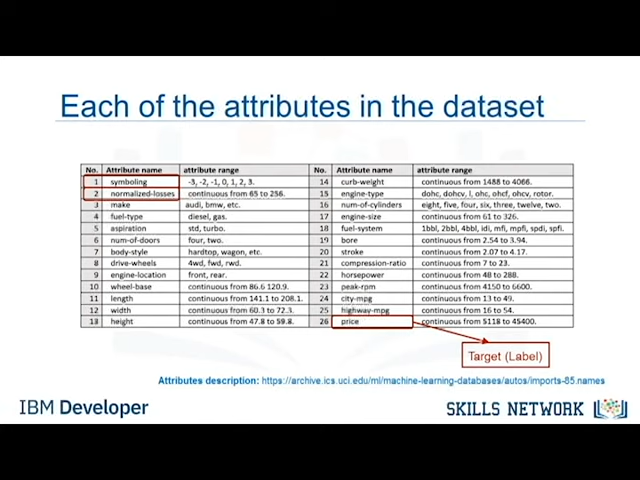 Each of the attributes in the dataset
No. Attribute name attribute range No. Attribute name attribute range
1 symboling -3, -2, -1, 0, 1, 2, 3. 14 curb-weight continuous from 1488 to 4066.
2 normalized-losses continuous from 65 to 256. 15 engine-type dohc, dohcv, l, ohc, ohcf, ohcv, rotor.
3 make audi, bmw, etc. 16 num-of-cylinders eight, five, four, six, three, twelve, two.
4 fuel-type diesel, gas. 17 engine-size continuous from 61 to 326.
5 aspiration std, turbo. 18 fuel-system 1bbl, 2bbl, 4bbl, idi, mfi, mpfi, spdi, spfi.
6 num-of-doors four, two. 19 bore continuous from 2.54 to 3.94.
7 body-style hardtop, wagon, etc. 20 stroke continuous from 2.07 to 4.17.
8 drive-wheels 4wd, fwd, rwd. 21 compression-ratio continuous from 7 to 23.
9 engine-location front, rear. 22 horsepower continuous from 48 to 288.
10 wheel-base continuous from 86.6 120.9. 23 peak-rpm continuous from 4150 to 6600.
11 length continuous from 141.1 to 208.1. 24 city-mpg continuous from 13 to 49.
12 width continuous from 60.3 to 72.3. 25 highway-mpg continuous from 16 to 54.
13 height continuous from 47.8 to 59.8. 26 price continuous from 5118 to 45400.
Target (Label)
Attributes description: https://archive.ics.uci.edu/ml/machine-learning-databases/autos/imports-85.names
IBM Developer
SKILLS NETWORK